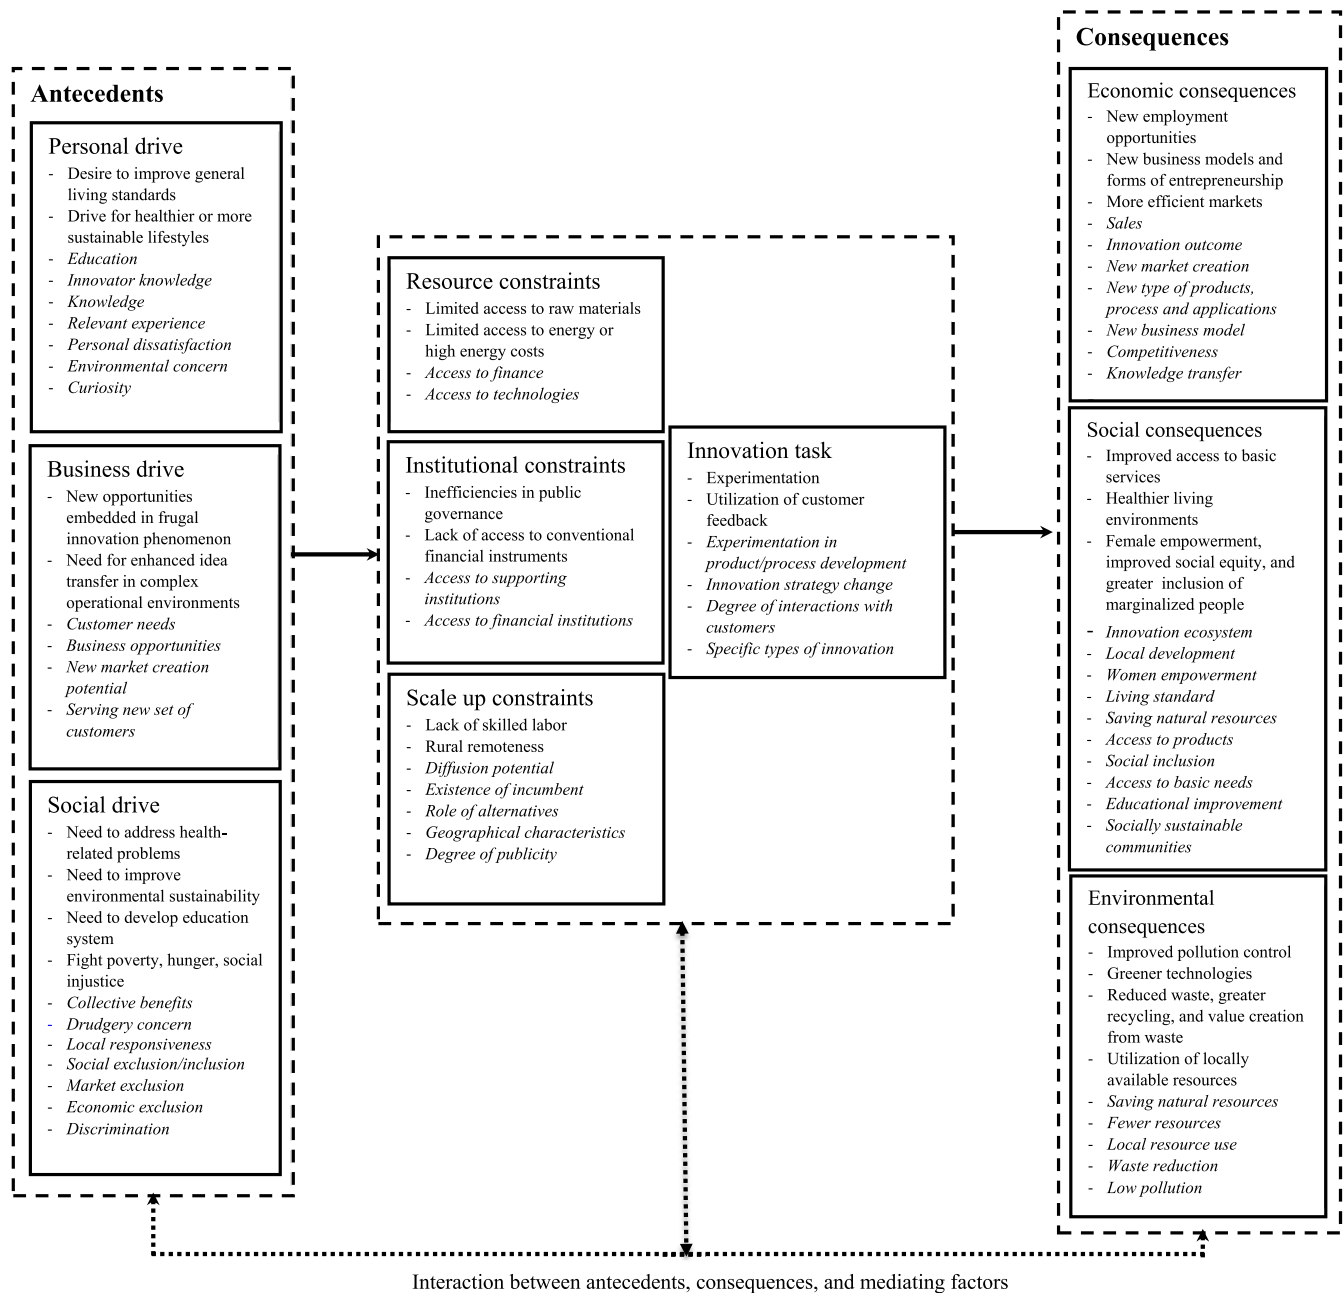 Antecedents
Personal drive
- Desire to improve general
living standards
- Drive for healthier or more
sustainable lifestyles
- Education
- Innovator knowledge
- Knowledge
- Relevant experience
- Personal dissatisfaction
- Environmental concern
- Curiosity
Business drive
- New opportunities
embedded in frugal
innovation phenomenon
- Need for enhanced idea
transfer in complex
operational environments
- Customer needs
- Business opportunities
- New market creation
potential
- Serving new set of
customers
Social drive
- Need to address health-
related problems
- Need to improve
environmental sustainability
- Need to develop education
system
- Fight poverty, hunger, social
injustice
- Collective benefits
- Drudgery concern
- Local responsiveness
- Social exclusion/inclusion
- Market exclusion
- Economic exclusion
- Discrimination
Resource constraints
- Limited access to raw materials
- Limited access to energy or
high energy costs
- Access to finance
- Access to technologies
Institutional constraints
- Inefficiencies in public
governance
- Lack of access to conventional
financial instruments
- Access to supporting
institutions
- Access to financial institutions
Scale up constraints
- Lack of skilled labor
- Rural remoteness
- Diffusion potential
- Existence of incumbent
- Role of alternatives
- Geographical characteristics
- Degree of publicity
Innovation task
- Experimentation
- Utilization of customer
feedback
- Experimentation in
product/process development
- Innovation strategy change
- Degree of interactions with
customers
- Specific types of innovation
Consequences
Economic consequences
- New employment
opportunities
- New business models and
forms of entrepreneurship
- More efficient markets
- Sales
- Innovation outcome
- New market creation
- New type of products,
process and applications
- New business model
- Competitiveness
- Knowledge transfer
Social consequences
- Improved access to basic
services
- Healthier living
environments
- Female empowerment,
improved social equity, and
greater inclusion of
marginalized people
- Innovation ecosystem
- Local development
- Women empowerment
- Living standard
- Saving natural resources
- Access to products
- Social inclusion
- Access to basic needs
- Educational improvement
- Socially sustainable
communities
Environmental
consequences
- Improved pollution control
- Greener technologies
- Reduced waste, greater
recycling, and value creation
from waste
- Utilization of locally
available resources
- Saving natural resources
- Fewer resources
- Local resource use
- Waste reduction
- Low pollution
Interaction between antecedents, consequences, and mediating factors